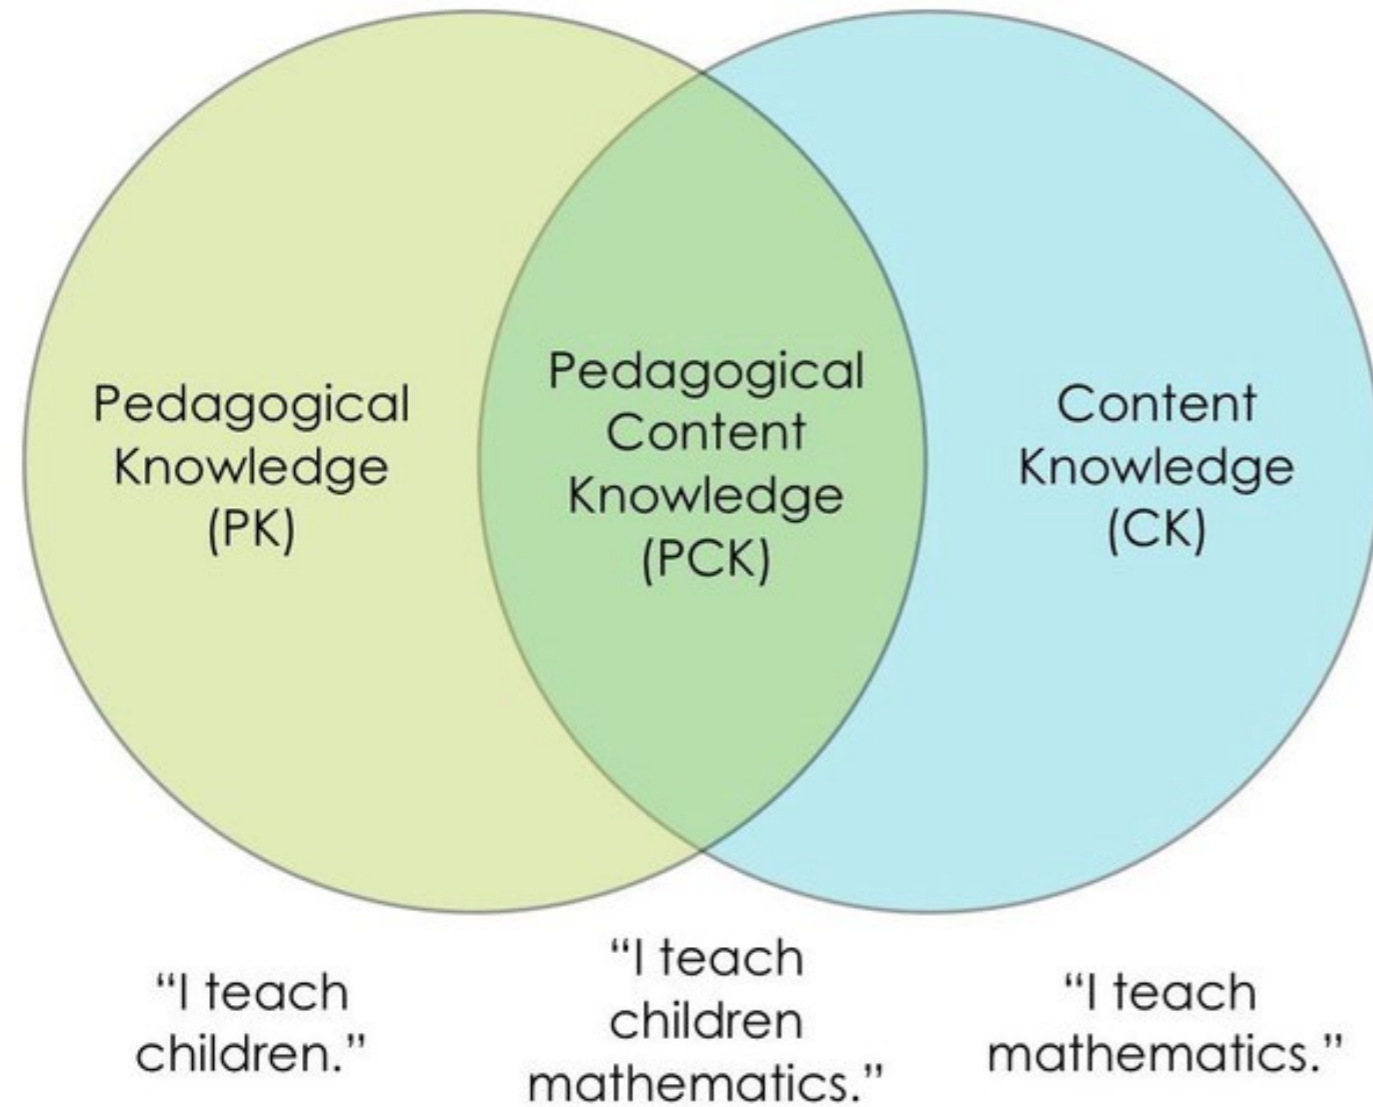 Pedagogical
Knowledge
(PK)
Pedagogical
Content
Knowledge
(PCK)
Content
Knowledge
(CK)
“I teach
children.”
“I teach
children
mathematics.”
“I teach
mathematics.”